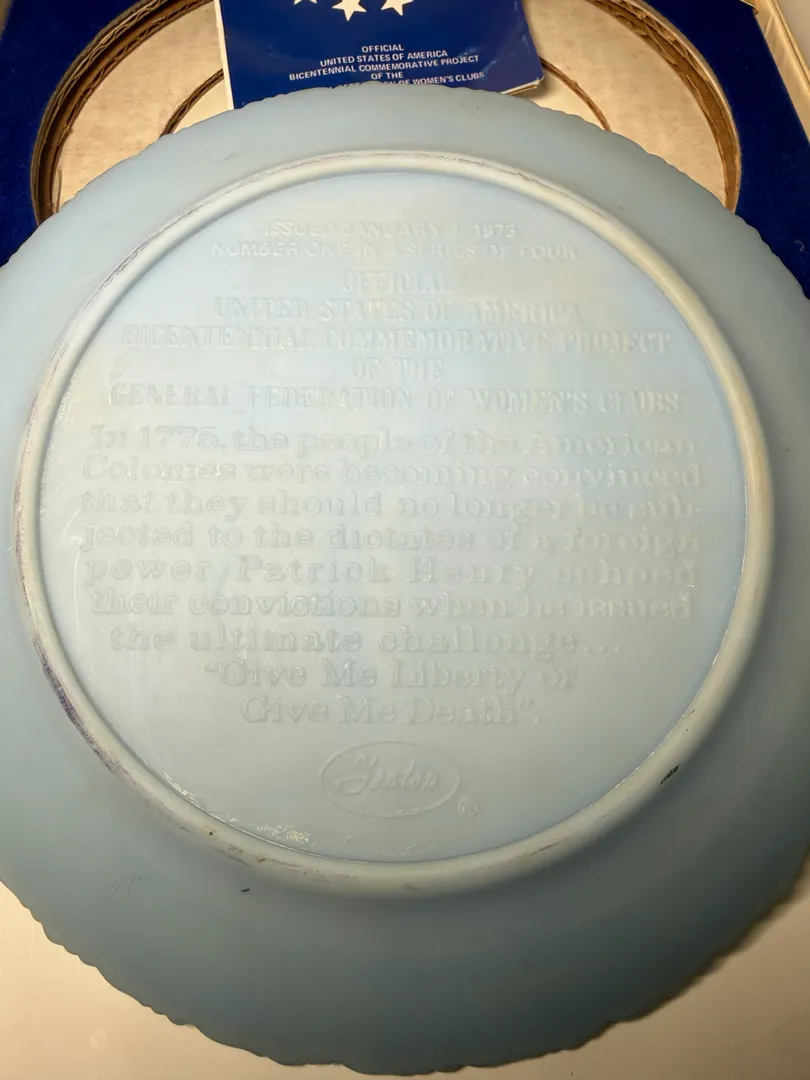 OFFICIAL
UNITED STATES OF AMERICA
BICENTENNIAL COMMEMORATIVE PROJECT
OF THE
OF WOMEN'S CLUBS
ISSUED JANUARY 1, 1975
NUMBER ONE IN A SERIES OF FOUR
OFFICIAL
UNITED STATES OF AMERICA
BICENTENNIAL COMMEMORATIVE PROJECT
OF THE
GENERAL FEDERATION OF WOMEN'S CLUBS
In 1775, the people of the American
Colonies were becoming convinced
that they should no longer be sub-
jected to the dictates of a foreign
power. Patrick Henry echoed
their convictions when he issued
the ultimate challenge...
"Give Me Liberty or
Give Me Death".
Fenton
®